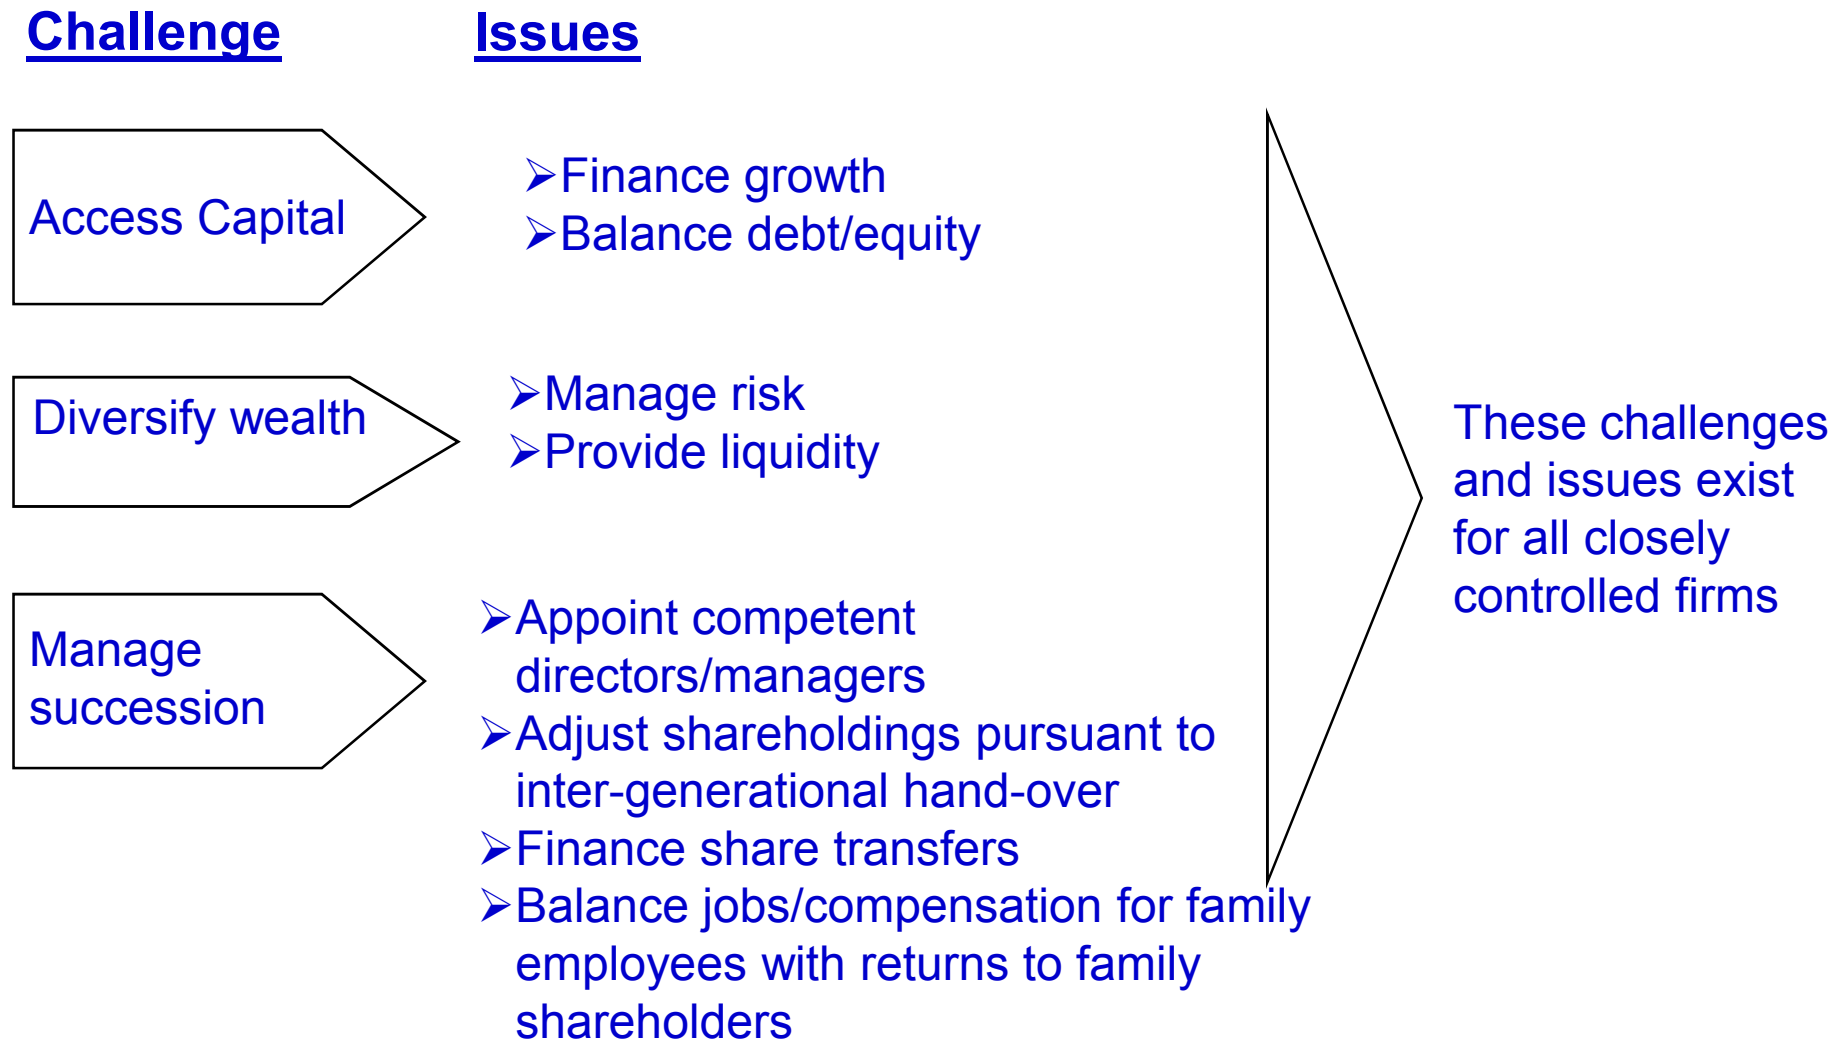 Challenge
Issues
Access Capital
➢Finance growth
➢Balance debt/equity
Diversify wealth
➢Manage risk
➢Provide liquidity
Manage
succession
➢Appoint competent
directors/managers
➢Adjust shareholdings pursuant to
inter-generational hand-over
➢Finance share transfers
➢Balance jobs/compensation for family
employees with returns to family
shareholders
These challenges
and issues exist
for all closely
controlled firms